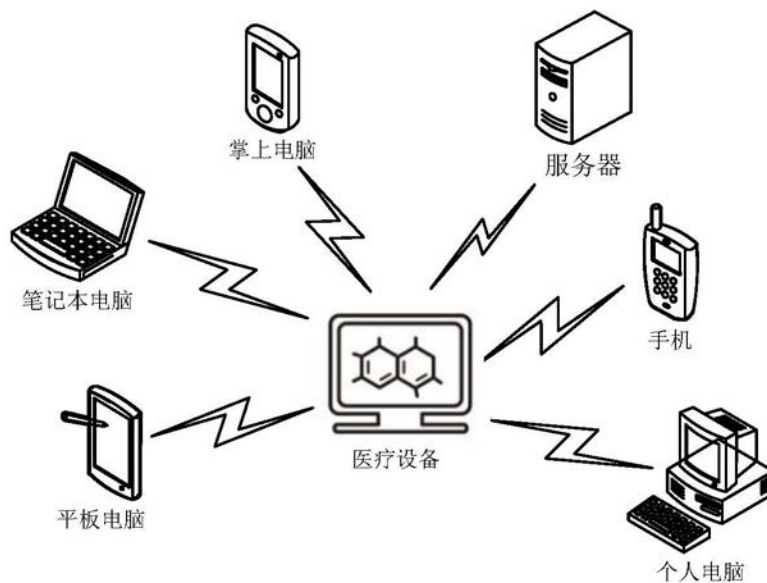 掌上电脑
服务器
笔记本电脑
手机
医疗设备
平板电脑
个人电脑